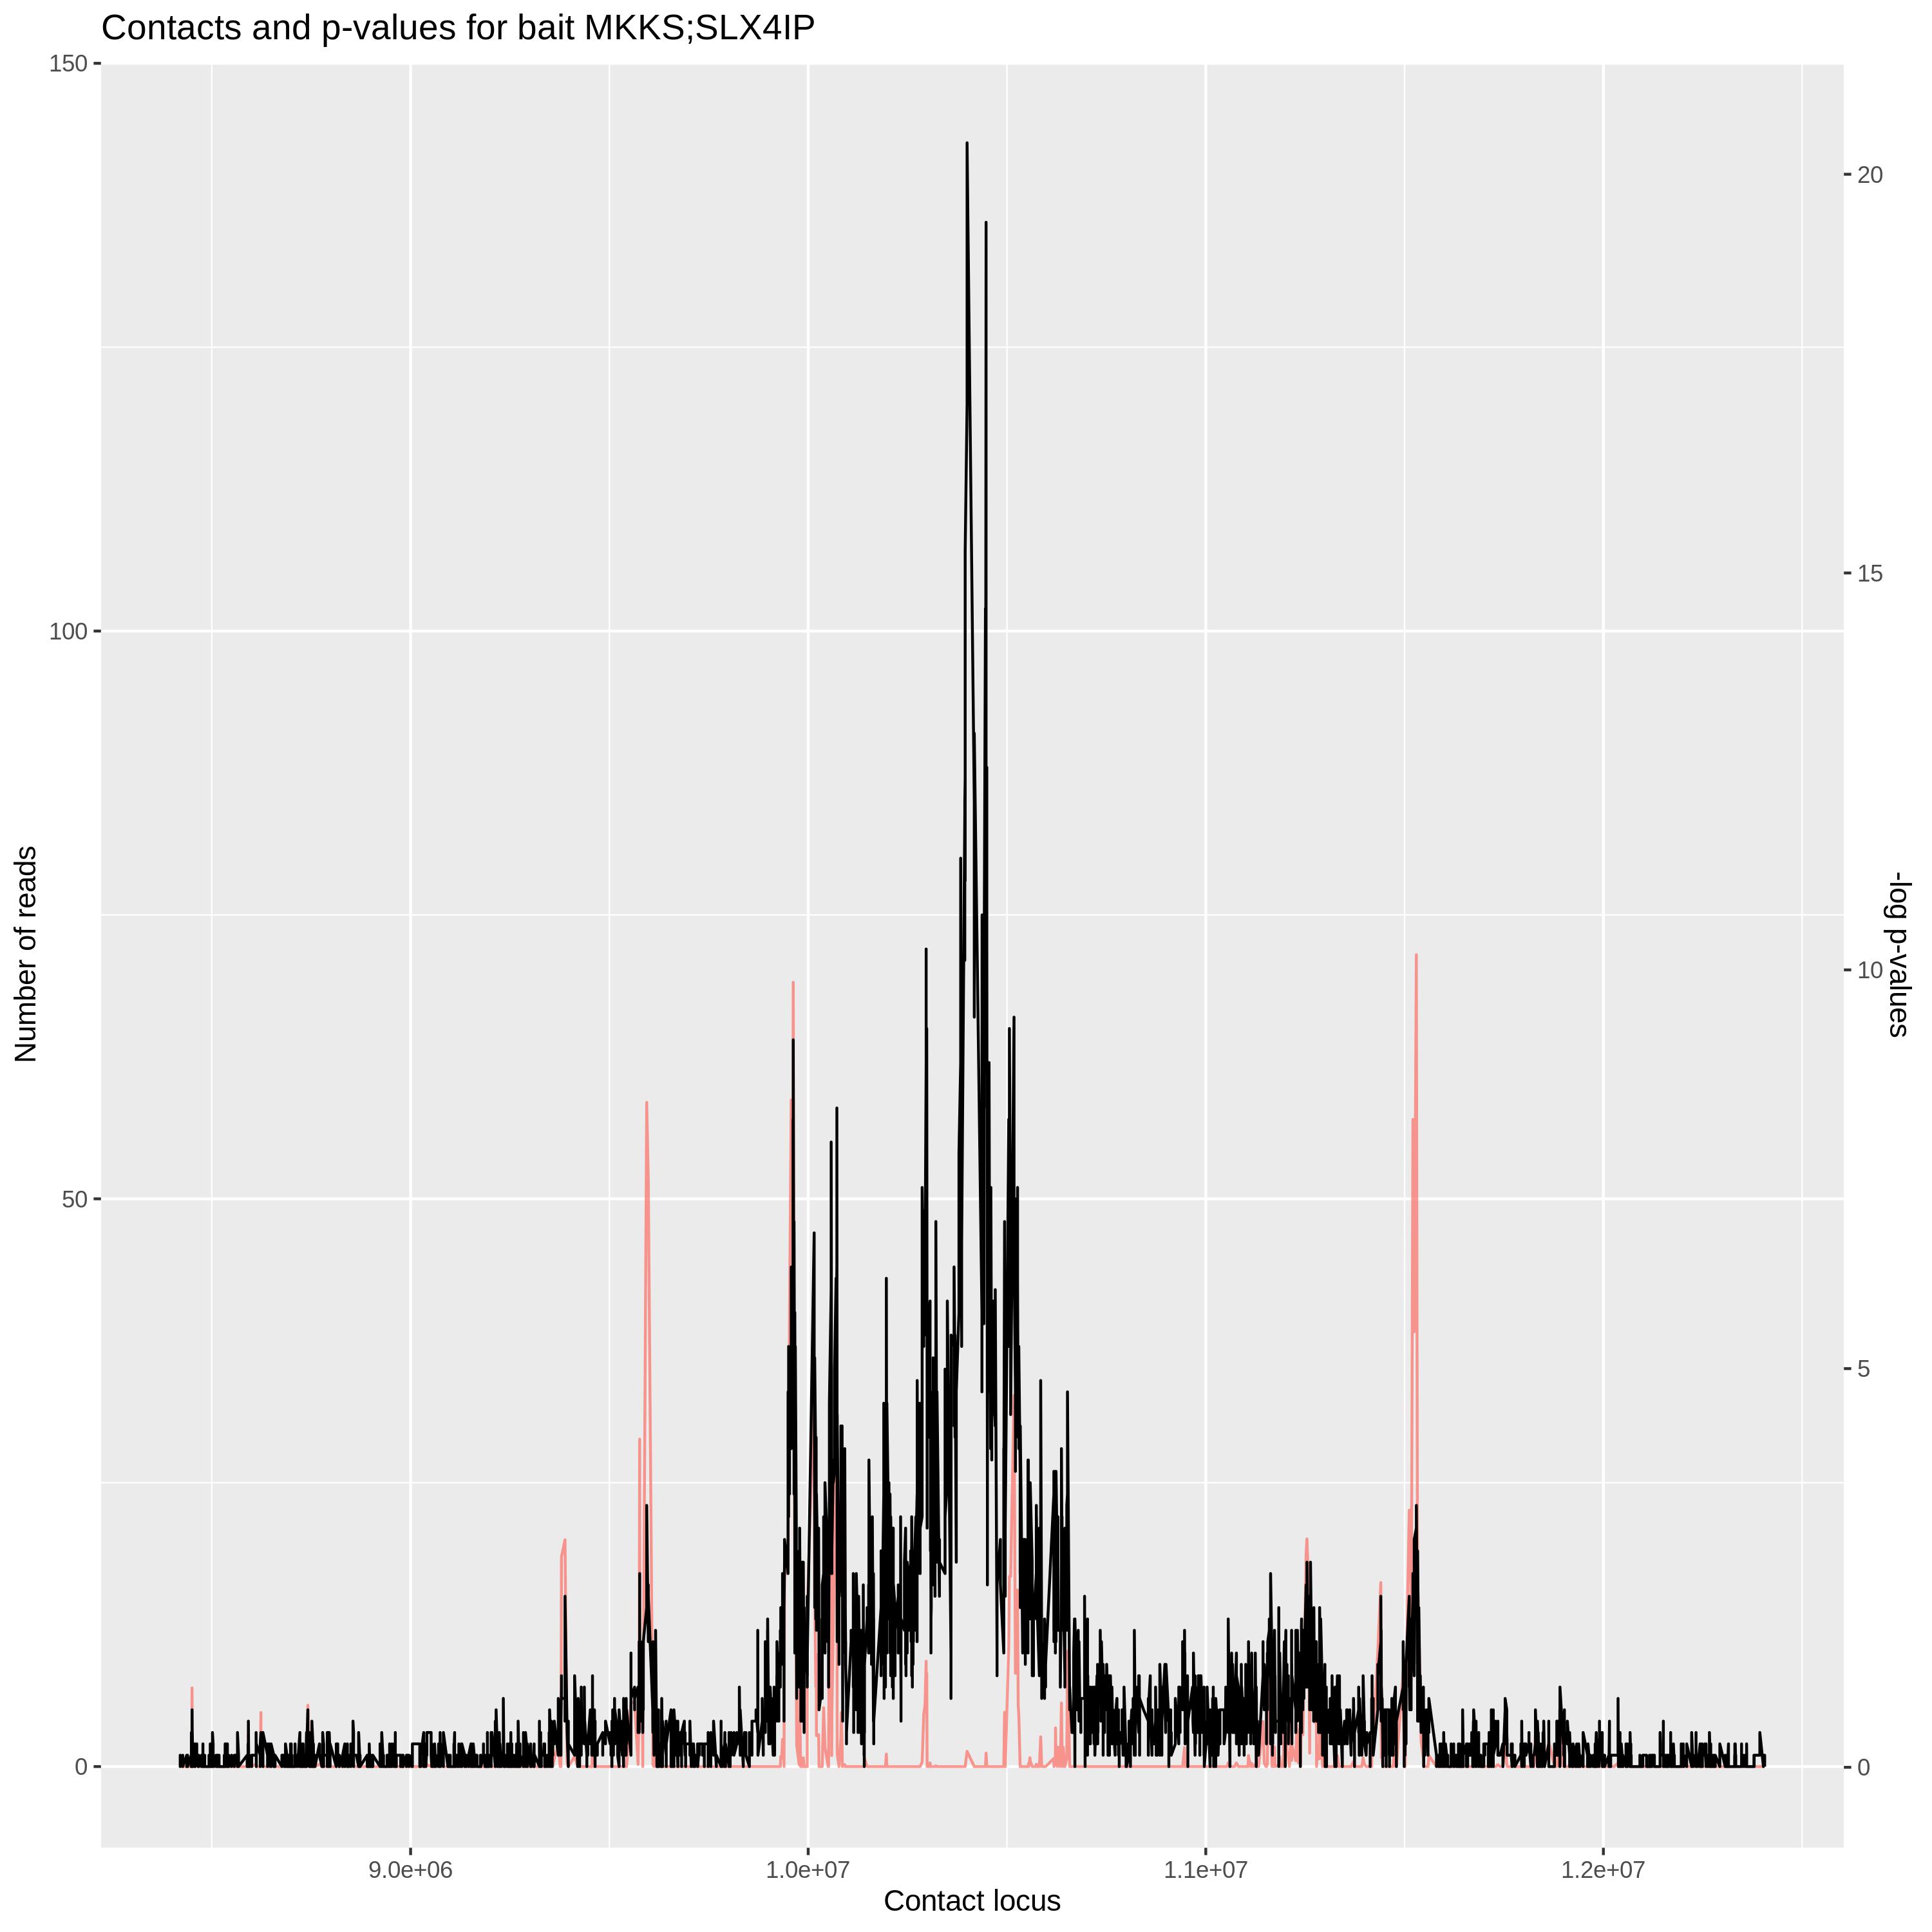 Contacts and p-values for bait MKKS;SLX4IP
150
100
50
0
Number of reads
20
15
10
5
0
-log p-values
9.0e+06
1.0e+07
1.1e+07
1.2e+07
Contact locus